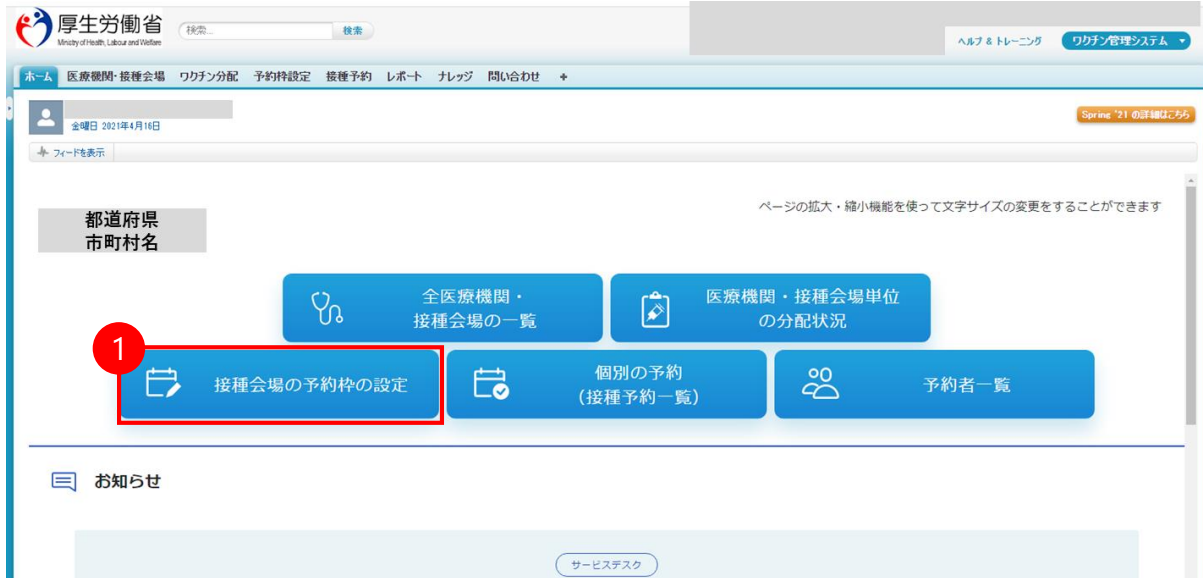 厚生労働省
Ministry of Health, Labour and Welfare
検索...
検索
ヘルプ & トレーニング
ワクチン管理システム
ホーム 医療機関・接種会場 ワクチン分配 予約枠設定 接種予約 レポート ナレッジ 問い合わせ +
金曜日 2021年4月16日
Spring '21 の詳細はこちら
フィードを表示
ページの拡大・縮小機能を使って文字サイズの変更をすることができます
都道府県
市町村名
全医療機関・
接種会場の一覧
医療機関・接種会場単位
の分配状況
1
接種会場の予約枠の設定
個別の予約
(接種予約一覧)
予約者一覧
お知らせ
サービスデスク